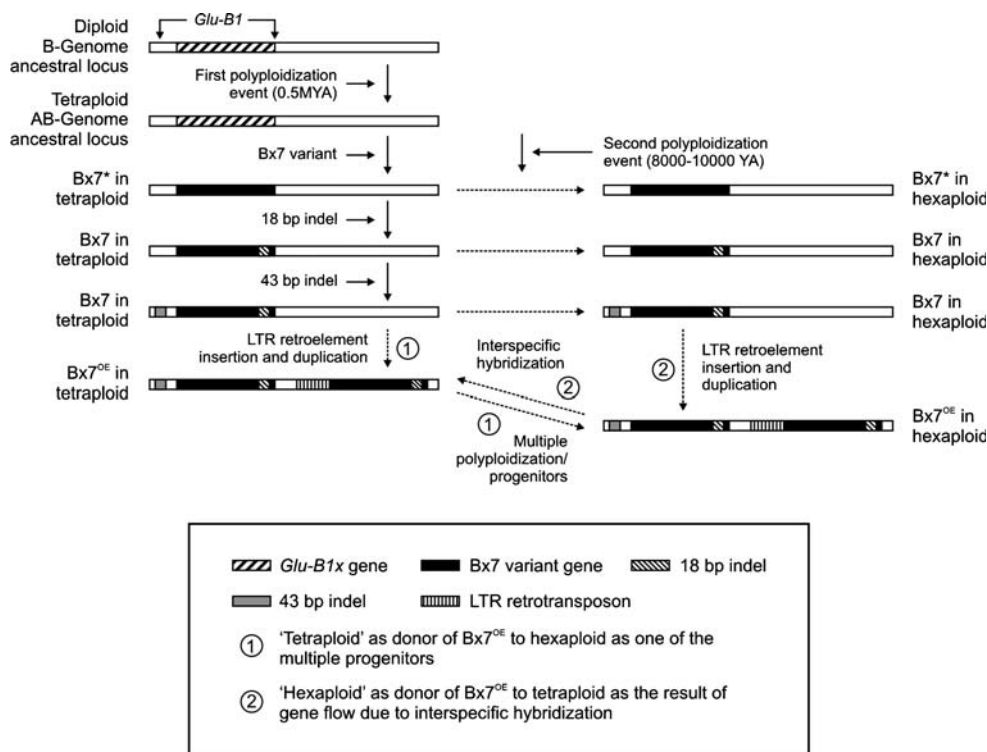 Diploid
B-Genome
ancestral locus
Glu-B1
First polyploidization
event (0.5MYA)
Tetraploid
AB-Genome
ancestral locus
Bx7 variant
Second polyploidization
event (8000-10000 YA)
Bx7* in
tetraploid
Bx7* in
hexaploid
18 bp indel
Bx7 in
tetraploid
Bx7 in
hexaploid
43 bp indel
Bx7 in
tetraploid
Bx7 in
hexaploid
LTR retroelement
insertion and duplication
1
Interspecific
hybridization
2
2
LTR retroelement
insertion and
duplication
Bx7OE in
tetraploid
1
Multiple
polyploidization/
progenitors
Bx7OE in
hexaploid
Glu-B1x gene
Bx7 variant gene
18 bp indel
43 bp indel
LTR retrotransposon
1 'Tetraploid' as donor of Bx7OE to hexaploid as one of the
multiple progenitors
2 'Hexaploid' as donor of Bx7OE to tetraploid as the result of
gene flow due to interspecific hybridization